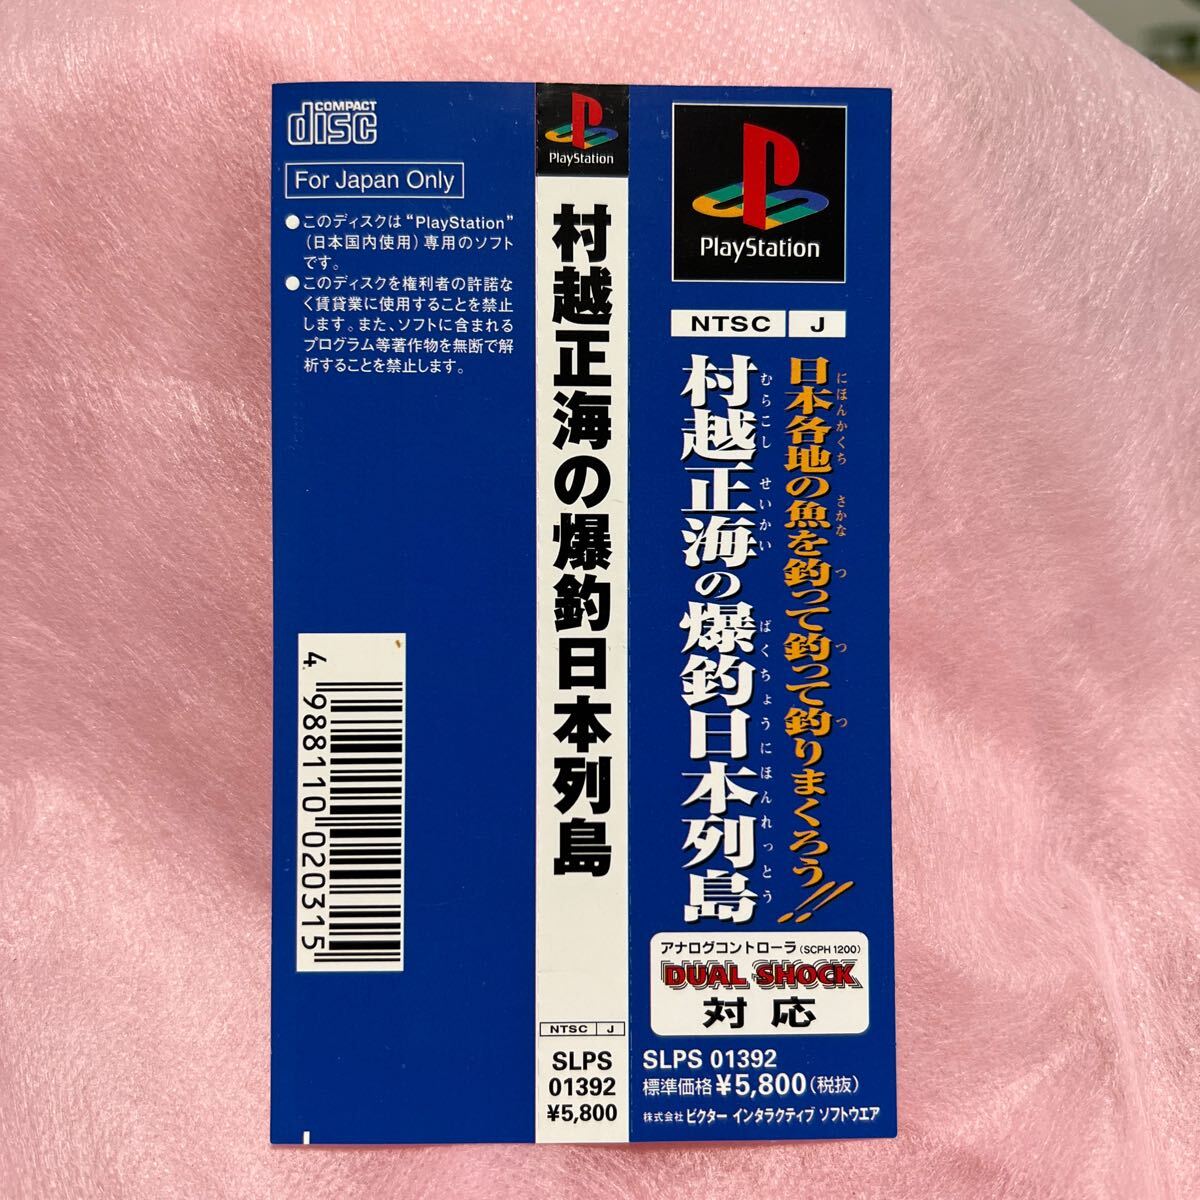 COMPACT
disc
For Japan Only
●このディスクは“PlayStation”
(日本国内使用)専用のソフト
です。
●このディスクを権利者の許諾な
く賃貸業に使用することを禁止
します。また、ソフトに含まれる
プログラム等著作物を無断で解
析することを禁止します。
4 988110 020315
PlayStation
村越正海の爆釣日本列島
NTSC J
SLPS
01392
¥5,800
PlayStation
NTSC J
日本各地の魚を釣って釣って釣りまくろう!!
にほんかくち さかな つ つ つ
村越正海の爆釣日本列島
むらこし せいかい ばくちょうにほんれっとう
アナログコントローラ(SCPH 1200)
DUAL SHOCK
対応
SLPS 01392
標準価格¥5,800(税抜)
株式会社 ビクター インタラクティブ ソフトウエア